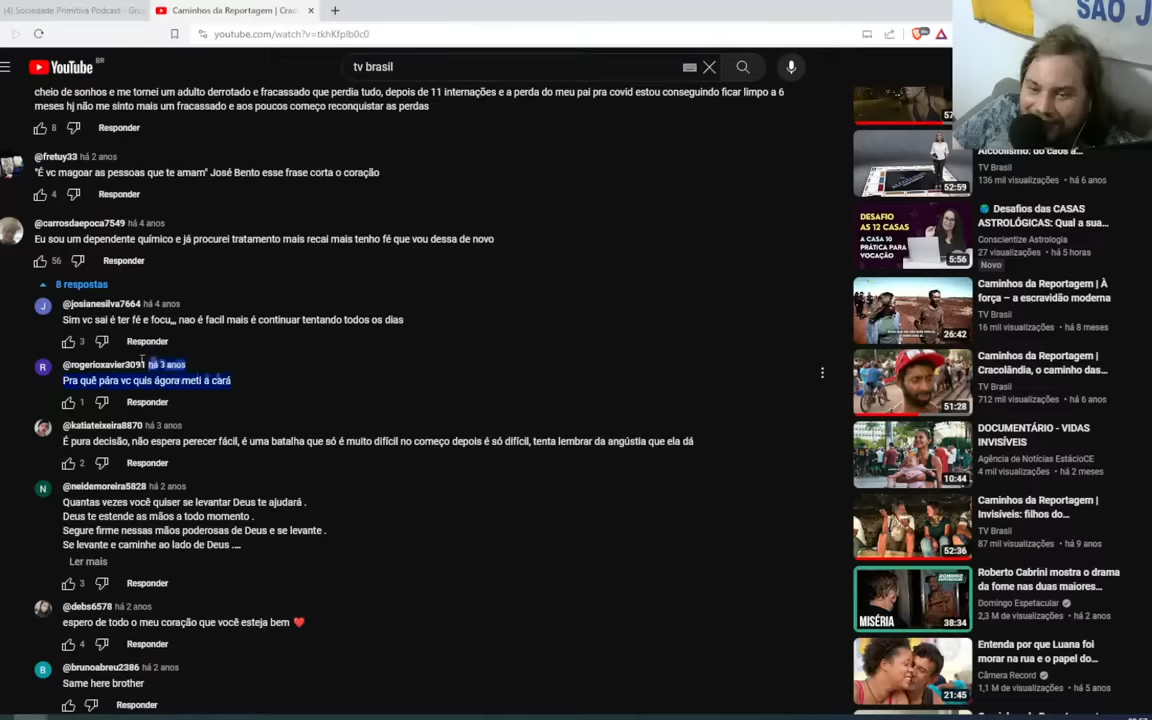 (4) Sociedade Primitiva Podcast - Gru
Caminhos da Reportagem | Crac
youtube.com/watch?v=tkhKfpIb0c0
SÃO J
YouTube BR
tv brasil
cheio de sonhos e me tornei um adulto derrotado e fracassado que perdia tudo, depois de 11 internações e a perda do meu pai pra covid estou conseguindo ficar limpo a 6
meses hj não me sinto mais um fracassado e aos poucos começo reconquistar as perdas
8 Responder
@fretuy33 há 2 anos
"É vc magoar as pessoas que te amam" José Bento esse frase corta o coração
4 Responder
@carrosdaepoca7549 há 4 anos
Eu sou um dependente químico e já procurei tratamento mais recai mais tenho fé que vou dessa de novo
56 Responder
8 respostas
J
@josianesilva7664 há 4 anos
Sim vc sai é ter fé e focu,,, nao é facil mais é continuar tentando todos os dias
3 Responder
R
@rogerioxavier3091 há 3 anos
Pra quê pára vc quis ágora meti a cará
1 Responder
@katiateixeira8870 há 3 anos
É pura decisão, não espera perecer fácil, é uma batalha que só é muito difícil no começo depois é só difícil, tenta lembrar da angústia que ela dá
2 Responder
N
@neidemoreira5828 há 2 anos
Quantas vezes você quiser se levantar Deus te ajudará .
Deus te estende as mãos a todo momento .
Segure firme nessas mãos poderosas de Deus e se levante .
Se levante e caminhe ao lado de Deus ....
Ler mais
3 Responder
@debs6578 há 2 anos
espero de todo o meu coração que você esteja bem ❤️
4 Responder
B
@brunoabreu2386 há 2 anos
Same here brother
Responder
57
Alcoolismo: do caos a...
TV Brasil
136 mil visualizações • há 6 anos
52:59
DESAFIO
AS 12 CASAS
A CASA 10
PRÁTICA PARA
VOCAÇÃO
5:56
🌎 Desafios das CASAS
ASTROLÓGICAS: Qual a sua...
Conscientize Astrologia
27 visualizações • há 5 horas
Novo
26:42
Caminhos da Reportagem | À
força – a escravidão moderna
TV Brasil
16 mil visualizações • há 8 meses
51:28
Caminhos da Reportagem |
Cracolândia, o caminho das...
TV Brasil
712 mil visualizações • há 6 anos
10:44
DOCUMENTÁRIO - VIDAS
INVISÍVEIS
Agência de Notícias EstácioCE
4 mil visualizações • há 2 meses
52:36
Caminhos da Reportagem |
Invisíveis: filhos do...
TV Brasil
87 mil visualizações • há 9 anos
MISÉRIA
38:34
Roberto Cabrini mostra o drama
da fome nas duas maiores...
Domingo Espetacular
2,3 M de visualizações • há 2 anos
21:45
Entenda por que Luana foi
morar na rua e o papel do...
Câmera Record
1,1 M de visualizações • há 5 anos